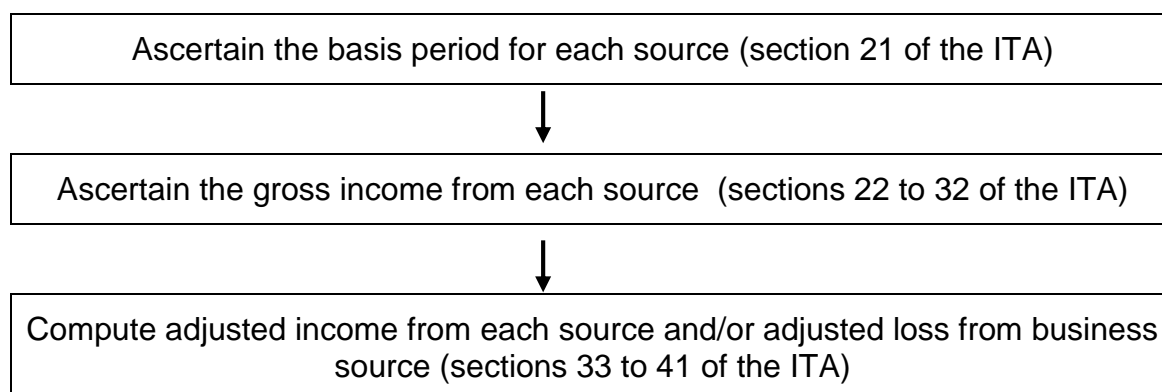 Ascertain the basis period for each source (section 21 of the ITA)
Ascertain the gross income from each source (sections 22 to 32 of the ITA)
Compute adjusted income from each source and/or adjusted loss from business
source (sections 33 to 41 of the ITA)